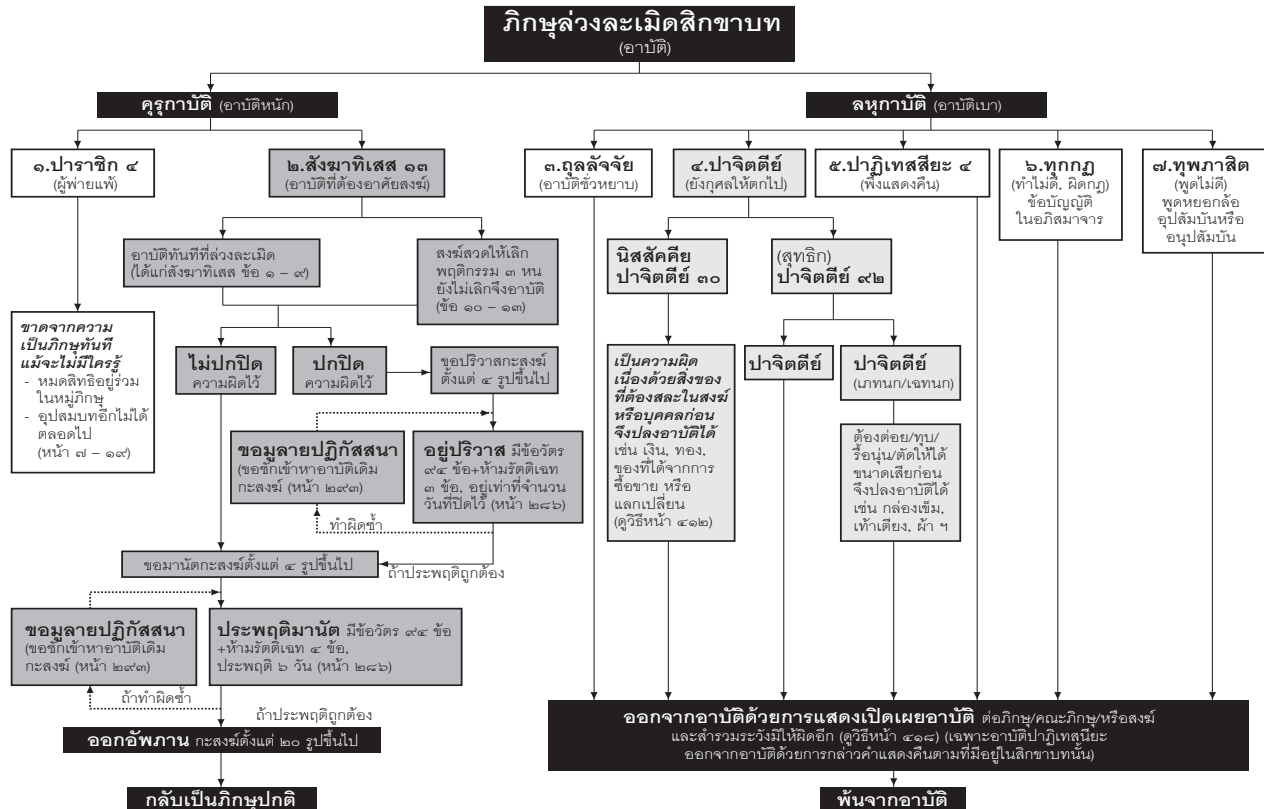 ภิกษุล่วงละเมิดสิกขาบท
(อาบัติ)
ครุกาบัติ (อาบัติหนัก)
ลหุกาบัติ (อาบัติเบา)
๑.ปาราชิก ๔
(ผู้พ่ายแพ้)
๒.สังฆาทิเสส ๑๓
(อาบัติที่ต้องอาศัยสงฆ์)
๓.ถุลลัจจัย
(อาบัติชั่วหยาบ)
๔.ปาจิตตีย์
(ยังกุศลให้ตกไป)
๕.ปาฏิเทสสียะ ๔
(พึงแสดงคืน)
๖.ทุกกฏ
(ทำไม่ดี, ผิดกฎ)
ข้อบัญญัติ
ในอภิสมาจาร
๗.ทุพภาสิต
(พูดไม่ดี)
พูดหยอกล้อ
อุปสัมบันหรือ
อนุปสัมบัน
อาบัติทันทีที่ล่วงละเมิด
(ได้แก่สังฆาทิเสส ข้อ ๑ – ๙)
สงฆ์สวดให้เลิก
พฤติกรรม ๓ หน
ยังไม่เลิกจึงอาบัติ
(ข้อ ๑๐ – ๑๓)
นิสสัคคีย
ปาจิตตีย์ ๓๐
(สุทธิก)
ปาจิตตีย์ ๙๒
ขาดจากความ
เป็นภิกษุทันที
แม้จะไม่มีใครรู้
- หมดสิทธิอยู่ร่วม
ในหมู่ภิกษุ
- อุปสมบทอีกไม่ได้
ตลอดไป
(หน้า ๗ – ๑๙)
ไม่ปกปิด
ความผิดไว้
ปกปิด
ความผิดไว้
ขอปริวาสกะสงฆ์
ตั้งแต่ ๔ รูปขึ้นไป
เป็นความผิด
เนื่องด้วยสิ่งของ
ที่ต้องสละในสงฆ์
หรือบุคคลก่อน
จึงปลงอาบัติได้
เช่น เงิน, ทอง,
ของที่ได้จากการ
ซื้อขาย หรือ
แลกเปลี่ยน
(ดูวิธีหน้า ๔๑๒)
ปาจิตตีย์
ปาจิตตีย์
(เภทนก/เฉทนก)
ต้องต่อย/ทุบ/
รื้อนุ่น/ตัดให้ได้
ขนาดเสียก่อน
จึงปลงอาบัติได้
เช่น กล่องเข็ม,
เท้าเตียง, ผ้า ฯ
ขอมูลายปฏิกัสสนา
(ขอชักเข้าหาอาบัติเดิม
กะสงฆ์ (หน้า ๒๙๓)
อยู่ปริวาส มีข้อวัตร
๙๔ ข้อ+ห้ามรัตติเฉท
๓ ข้อ, อยู่เท่าที่จำนวน
วันที่ปิดไว้ (หน้า ๒๘๖)
ทำผิดซ้ำ
ขอมานัตกะสงฆ์ตั้งแต่ ๔ รูปขึ้นไป
ถ้าประพฤติถูกต้อง
ขอมูลายปฏิกัสสนา
(ขอชักเข้าหาอาบัติเดิม
กะสงฆ์ (หน้า ๒๙๓)
ประพฤติมานัต มีข้อวัตร ๙๔ ข้อ
+ห้ามรัตติเฉท ๔ ข้อ,
ประพฤติ ๖ วัน (หน้า ๒๘๖)
ถ้าทำผิดซ้ำ
ถ้าประพฤติถูกต้อง
ออกอัพภาน กะสงฆ์ตั้งแต่ ๒๐ รูปขึ้นไป
กลับเป็นภิกษุปกติ
ออกจากอาบัติด้วยการแสดงเปิดเผยอาบัติ ต่อภิกษุ/คณะภิกษุ/หรือสงฆ์
และสำรวมระวังมิให้ผิดอีก (ดูวิธีหน้า ๔๑๘) (เฉพาะอาบัติปาฏิเทสนียะ
ออกจากอาบัติด้วยการกล่าวคำแสดงคืนตามที่มีอยู่ในสิกขาบทนั้น)
พ้นจากอาบัติ